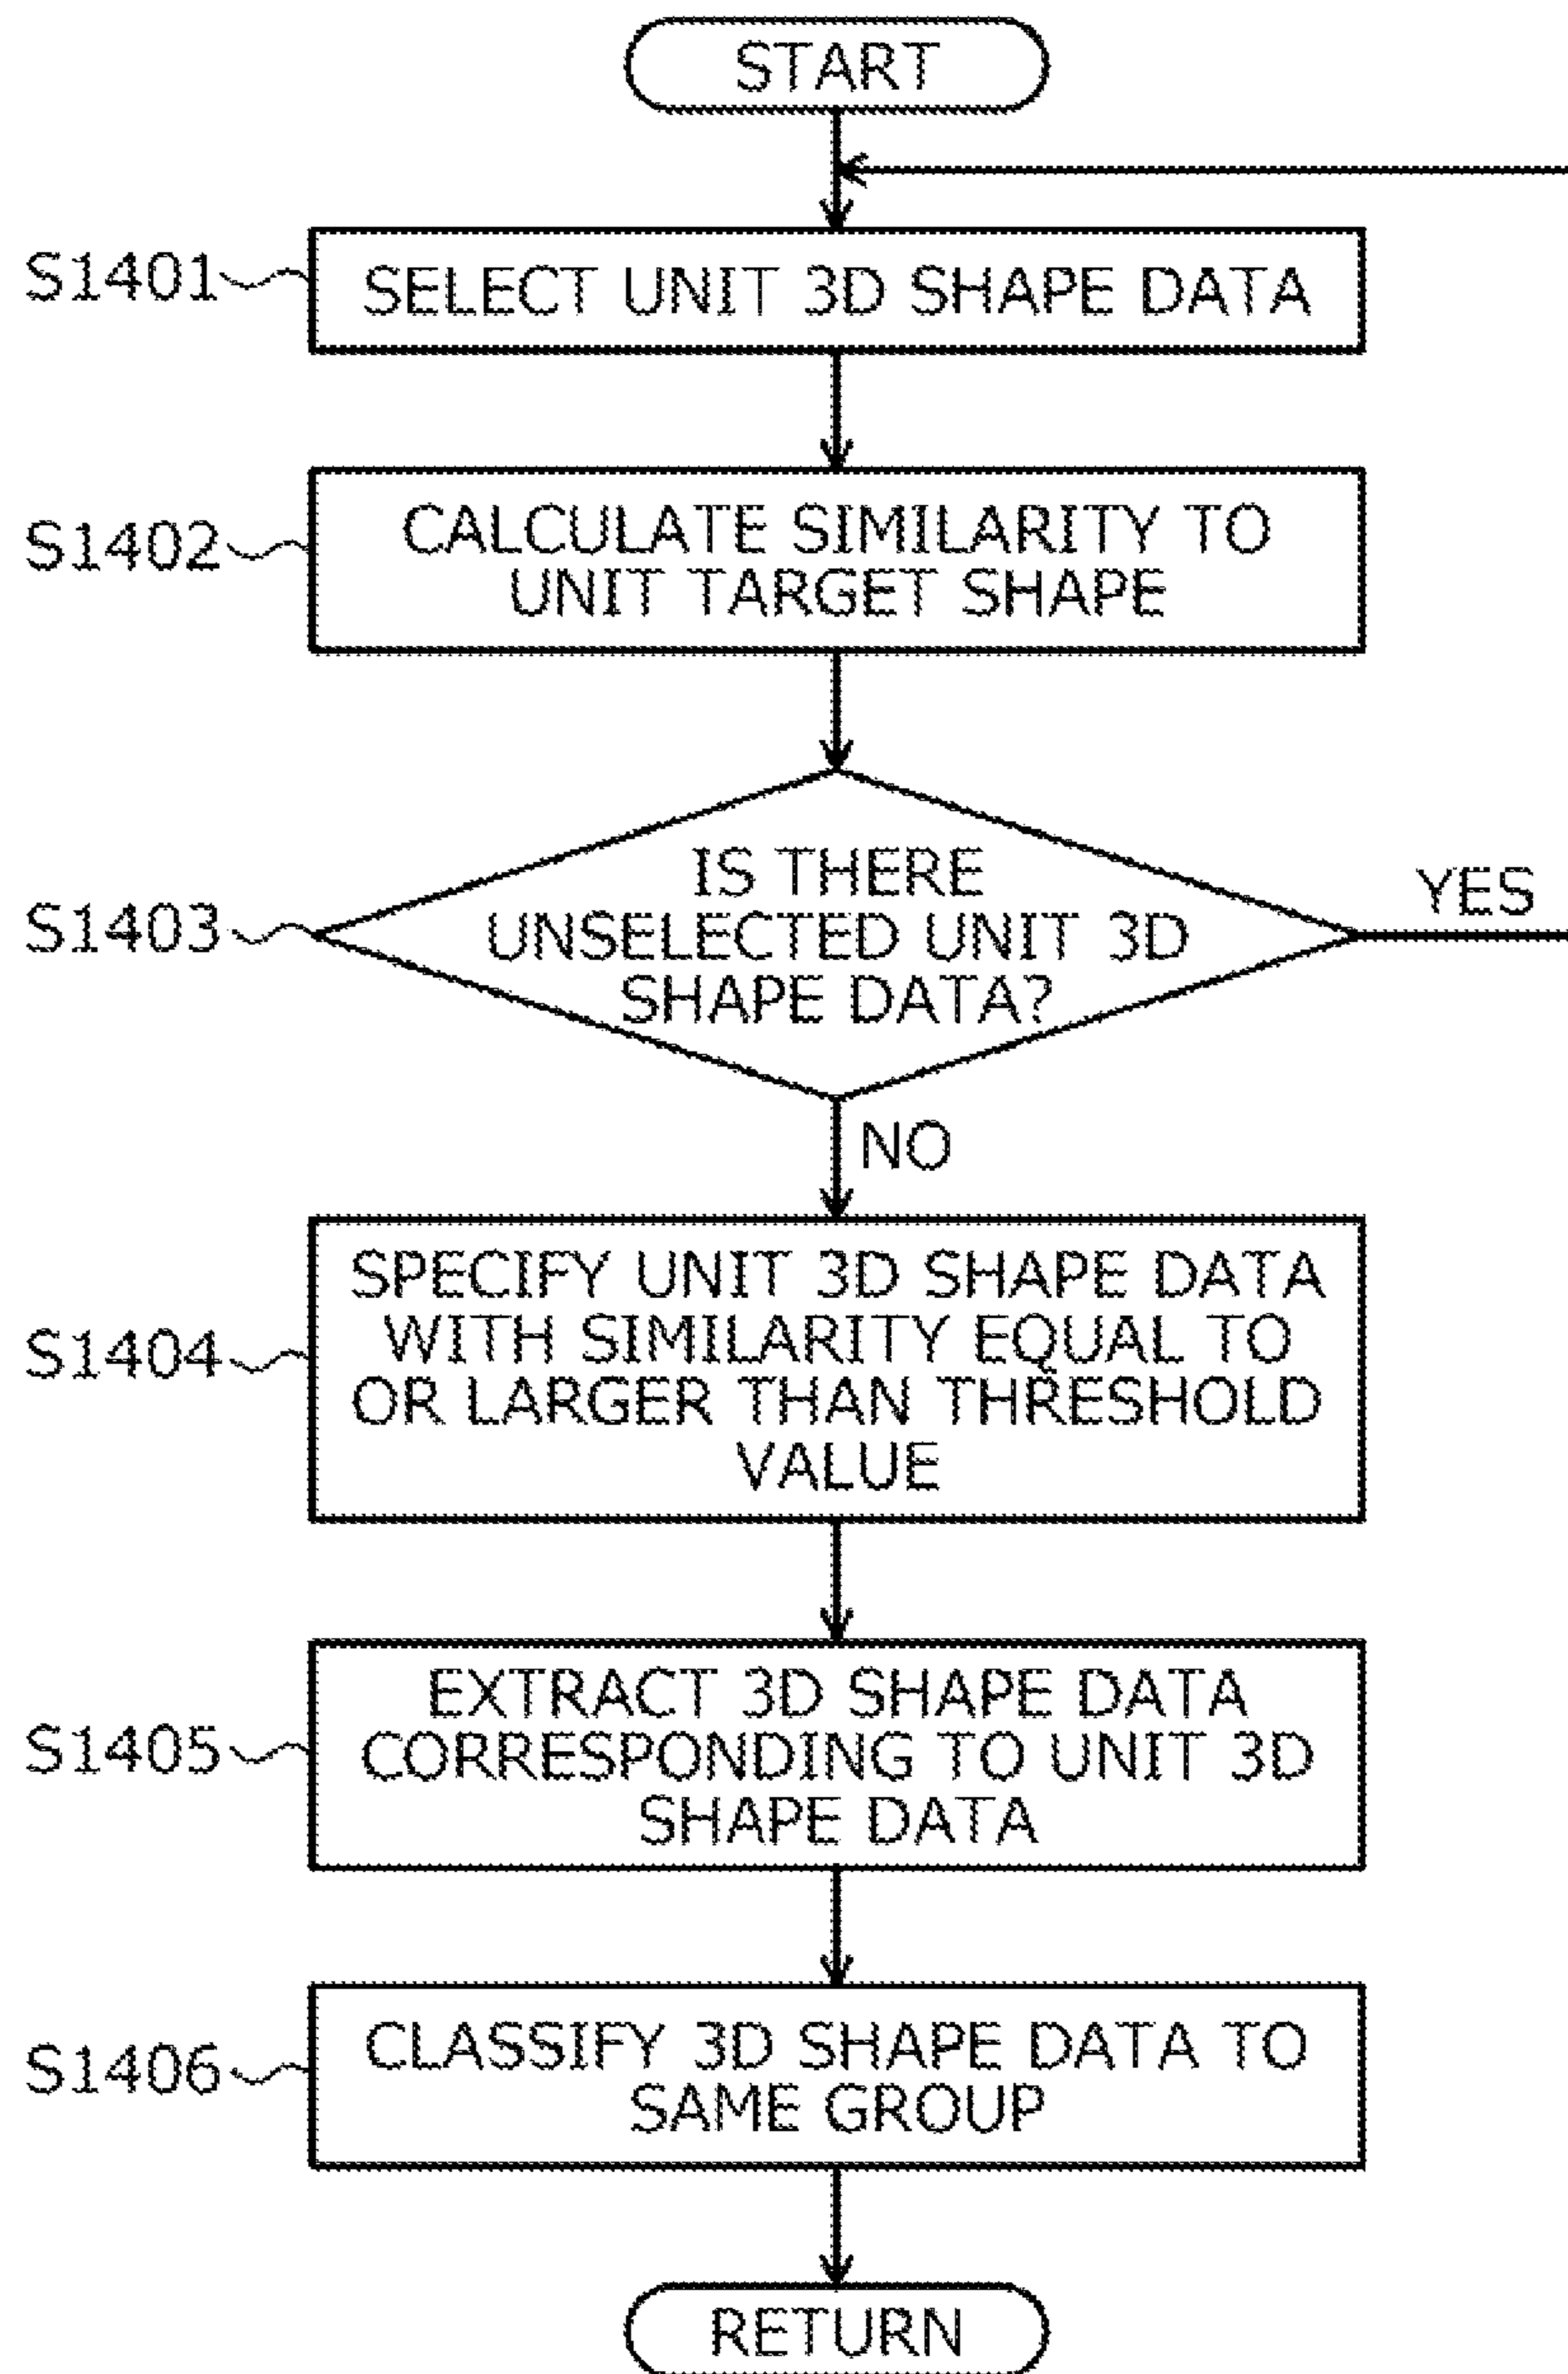 START
S1401
SELECT UNIT 3D SHAPE DATA
S1402
CALCULATE SIMILARITY TO
UNIT TARGET SHAPE
S1403
IS THERE
UNSELECTED UNIT 3D
SHAPE DATA?
YES
NO
S1404
SPECIFY UNIT 3D SHAPE DATA
WITH SIMILARITY EQUAL TO
OR LARGER THAN THRESHOLD
VALUE
S1405
EXTRACT 3D SHAPE DATA
CORRESPONDING TO UNIT 3D
SHAPE DATA
S1406
CLASSIFY 3D SHAPE DATA TO
SAME GROUP
RETURN